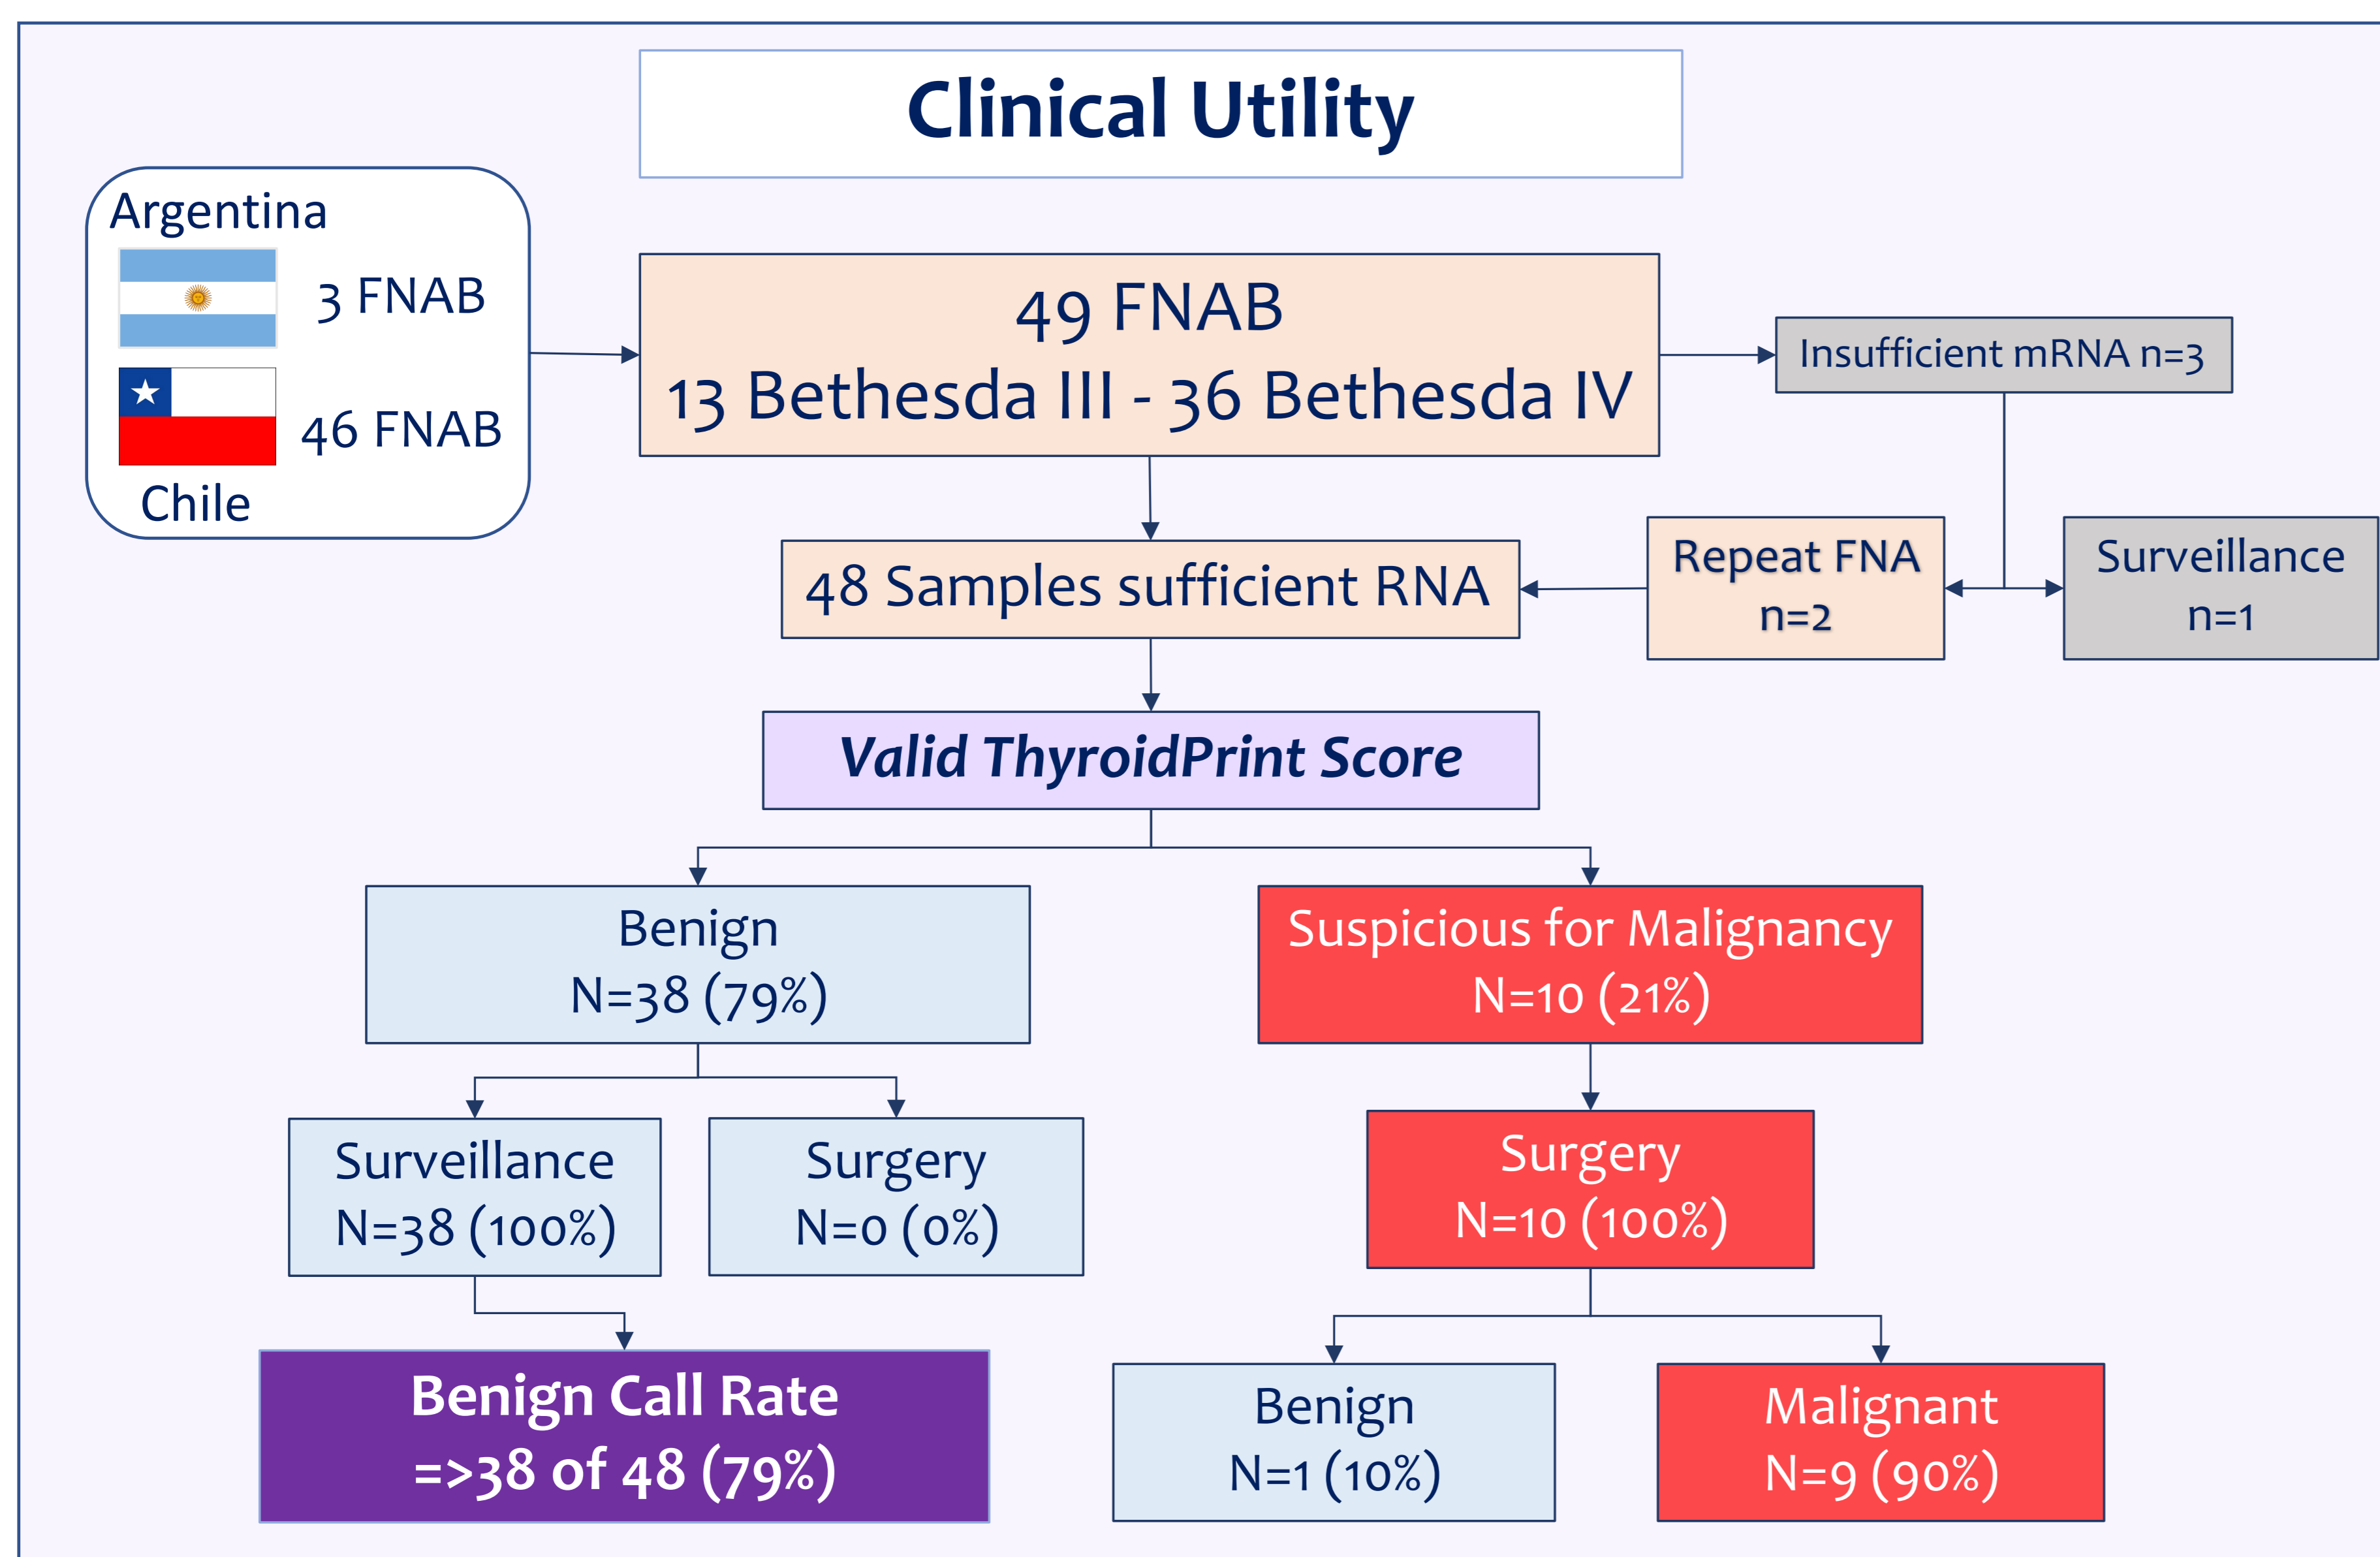 Clinical Utility
Argentina
3 FNAB
46 FNAB
Chile
49 FNAB
13 Bethesda III - 36 Bethesda IV
Insufficient mRNA n=3
Repeat FNA
n=2
Surveillance
n=1
48 Samples sufficient RNA
Valid ThyroidPrint Score
Benign
N=38 (79%)
Suspicious for Malignancy
N=10 (21%)
Surveillance
N=38 (100%)
Surgery
N=0 (0%)
Surgery
N=10 (100%)
Benign Call Rate
=>38 of 48 (79%)
Benign
N=1 (10%)
Malignant
N=9 (90%)